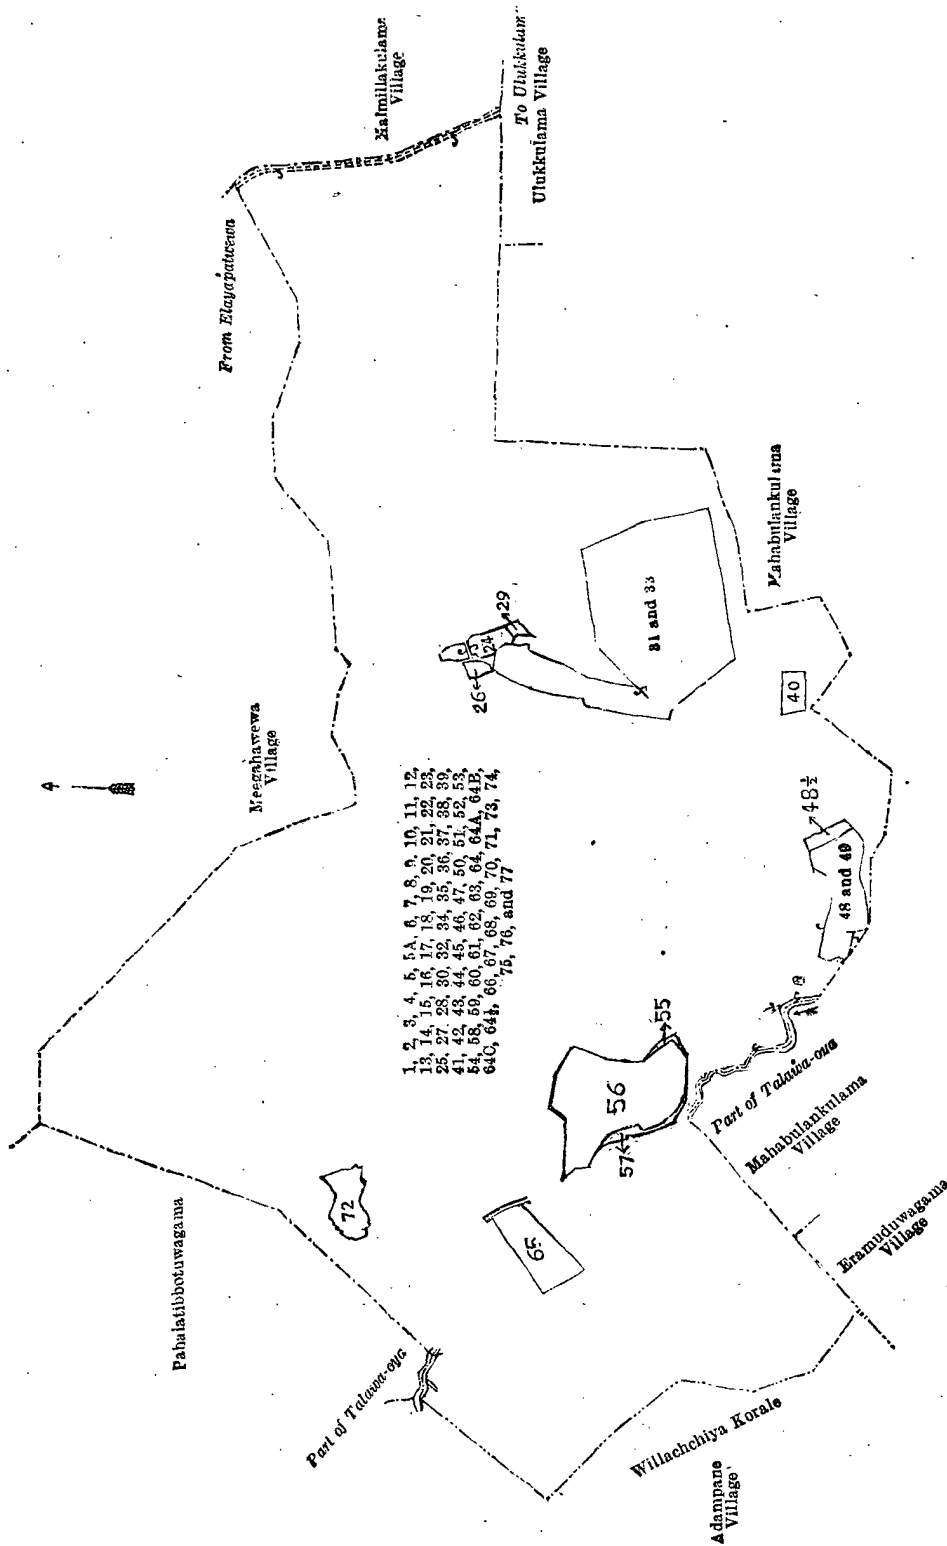 Pahalatibbotuwagama
Meegahawewa
Village
From Elayapatwewa
Halmillakulama
Village
To Ulukkulam
Ulukkulama Village
Part of Talawa-oya
72
65
57
56
55
1, 2, 3, 4, 5, 5A, 6, 7, 8, 9, 10, 11, 12,
13, 14, 15, 16, 17, 18, 19, 20, 21, 22, 23,
25, 27, 28, 30, 32, 34, 35, 36, 37, 38, 39,
41, 42, 43, 44, 45, 46, 47, 50, 51, 52, 53,
54, 58, 59, 60, 61, 62, 63, 64, 64A, 64B,
64C, 64½, 66, 67, 68, 69, 70, 71, 73, 74,
75, 76, and 77
26
24
29
31 and 33
40
48½
48 and 49
Mahabulankulama
Village
Part of Talawa-oya
Mahabulankulama
Village
Eramuduwagama
Village
Willachchiya Korale
Adampane
Village